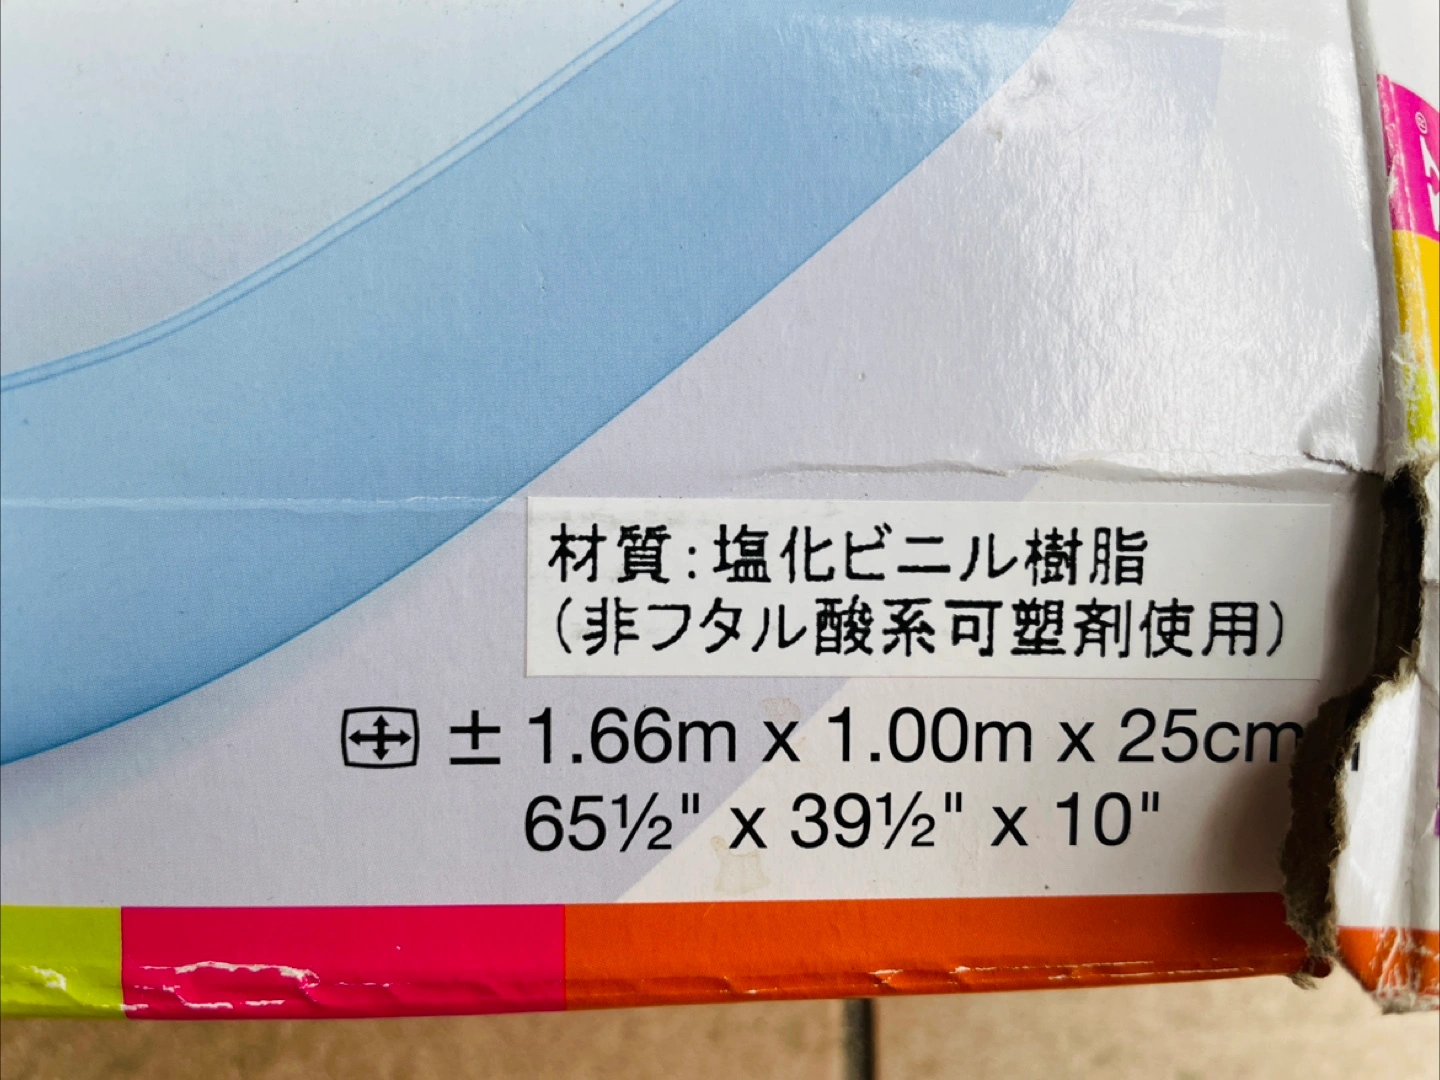 材質:塩化ビニル樹脂
(非フタル酸系可塑剤使用)
± 1.66m x 1.00m x 25cm
65½" x 39½" x 10"